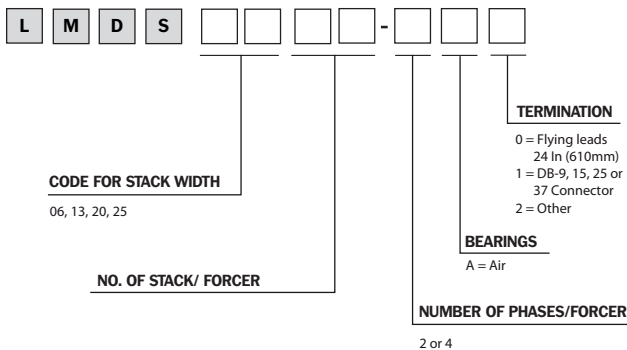 L M D S -
TERMINATION
0 = Flying leads
24 In (610mm)
1 = DB-9, 15, 25 or
37 Connector
2 = Other
CODE FOR STACK WIDTH
06, 13, 20, 25
BEARINGS
A = Air
NO. OF STACK/ FORCER
NUMBER OF PHASES/FORCER
2 or 4